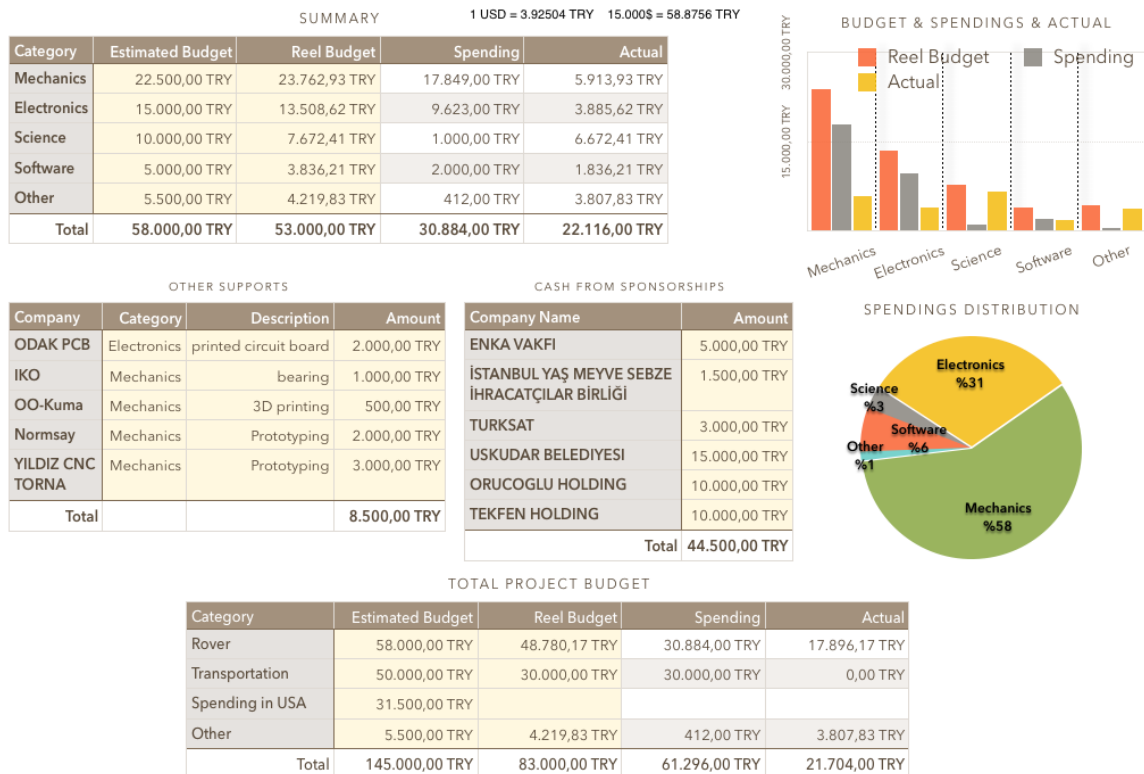 SUMMARY
1 USD = 3.92504 TRY 15.000$ = 58.8756 TRY
Category Estimated Budget Reel Budget Spending Actual
Mechanics 22.500,00 TRY 23.762,93 TRY 17.849,00 TRY 5.913,93 TRY
Electronics 15.000,00 TRY 13.508,62 TRY 9.623,00 TRY 3.885,62 TRY
Science 10.000,00 TRY 7.672,41 TRY 1.000,00 TRY 6.672,41 TRY
Software 5.000,00 TRY 3.836,21 TRY 2.000,00 TRY 1.836,21 TRY
Other 5.500,00 TRY 4.219,83 TRY 412,00 TRY 3.807,83 TRY
Total 58.000,00 TRY 53.000,00 TRY 30.884,00 TRY 22.116,00 TRY
BUDGET & SPENDINGS & ACTUAL
Reel Budget Spending
Actual
30.000,00 TRY
15.000,00 TRY
Mechanics Electronics Science Software Other
OTHER SUPPORTS
Company Category Description Amount
ODAK PCB Electronics printed circuit board 2.000,00 TRY
IKO Mechanics bearing 1.000,00 TRY
OO-Kuma Mechanics 3D printing 500,00 TRY
Normsay Mechanics Prototyping 2.000,00 TRY
YILDIZ CNC Mechanics Prototyping 3.000,00 TRY
TORNA
Total 8.500,00 TRY
CASH FROM SPONSORSHIPS
Company Name Amount
ENKA VAKFI 5.000,00 TRY
İSTANBUL YAŞ MEYVE SEBZE 1.500,00 TRY
İHRACATÇILAR BİRLİĞİ
TURKSAT 3.000,00 TRY
USKUDAR BELEDIYESI 15.000,00 TRY
ORUCOGLU HOLDING 10.000,00 TRY
TEKFEN HOLDING 10.000,00 TRY
Total 44.500,00 TRY
SPENDINGS DISTRIBUTION
Electronics
%31
Science
%3
Software
%6
Other
%1
Mechanics
%58
TOTAL PROJECT BUDGET
Category Estimated Budget Reel Budget Spending Actual
Rover 58.000,00 TRY 48.780,17 TRY 30.884,00 TRY 17.896,17 TRY
Transportation 50.000,00 TRY 30.000,00 TRY 30.000,00 TRY 0,00 TRY
Spending in USA 31.500,00 TRY
Other 5.500,00 TRY 4.219,83 TRY 412,00 TRY 3.807,83 TRY
Total 145.000,00 TRY 83.000,00 TRY 61.296,00 TRY 21.704,00 TRY